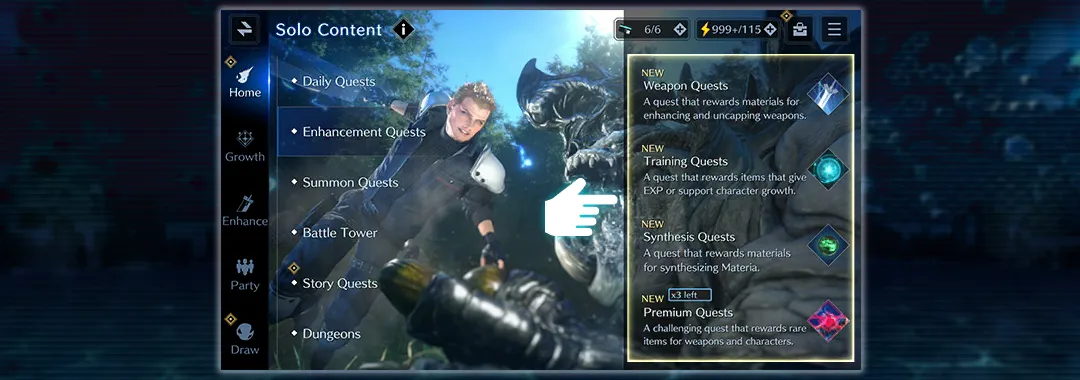 Solo Content
i
6/6
999+/115
Home
Growth
Enhance
Party
Draw
Daily Quests
Enhancement Quests
Summon Quests
Battle Tower
Story Quests
Dungeons
NEW
Weapon Quests
A quest that rewards materials for
enhancing and uncapping weapons.
NEW
Training Quests
A quest that rewards items that give
EXP or support character growth.
NEW
Synthesis Quests
A quest that rewards materials
for synthesizing Materia.
NEW x3 left
Premium Quests
A challenging quest that rewards rare
items for weapons and characters.